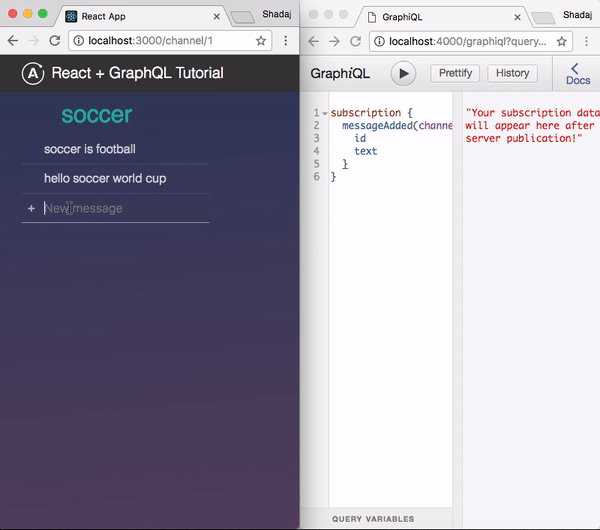 React App
Shadaj
localhost:3000/channel/1
A React + GraphQL Tutorial
soccer
soccer is football
hello soccer world cup
+ New message
GraphiQL
Shadaj
localhost:4000/graphiql?query...
GraphiQL
Prettify
History
Docs
1 subscription {
2 messageAdded(channe
3 id
4 text
5 }
6 }
"Your subscription data
will appear here after
server publication!"
QUERY VARIABLES